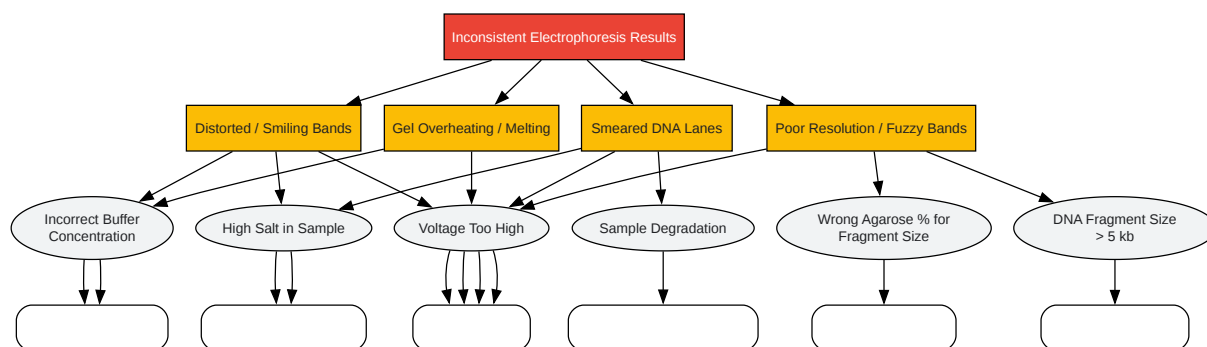 Inconsistent Electrophoresis Results
Distorted / Smiling Bands
Gel Overheating / Melting
Smeared DNA Lanes
Poor Resolution / Fuzzy Bands
Incorrect Buffer
Concentration
High Salt in Sample
Voltage Too High
Sample Degradation
Wrong Agarose % for
Fragment Size
DNA Fragment Size
> 5 kb